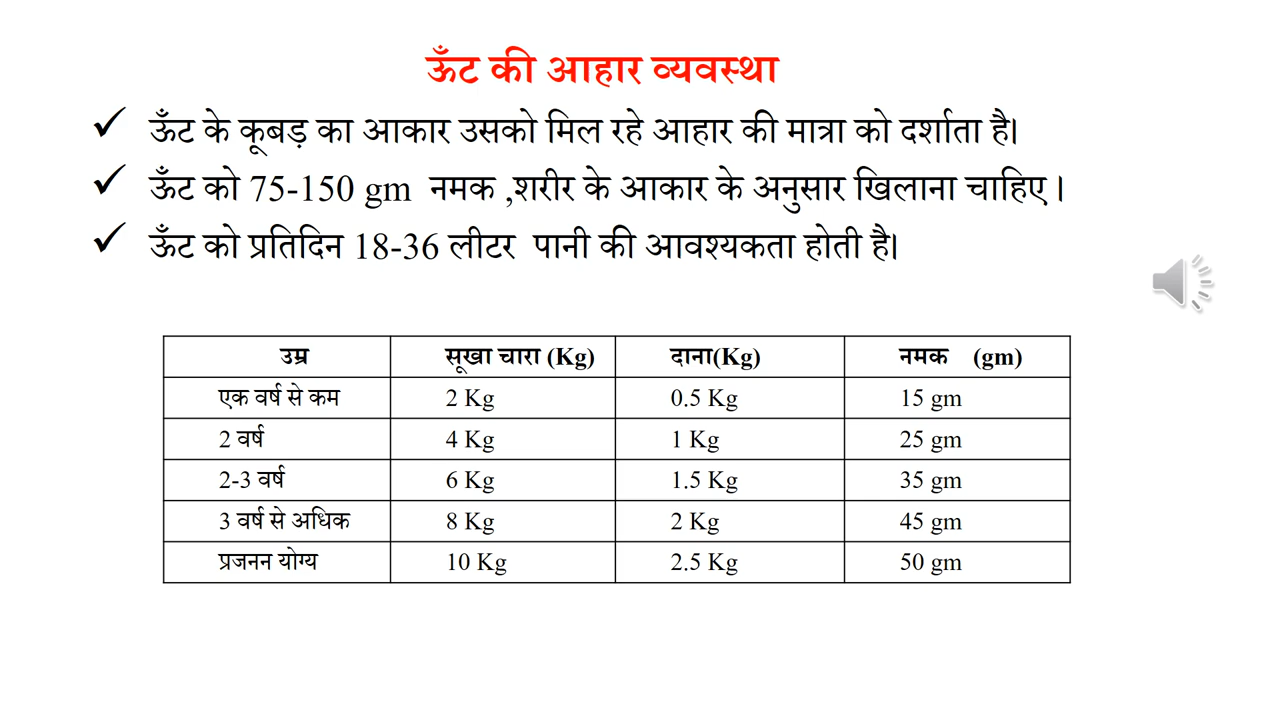 ऊँट की आहार व्यवस्था
✓ ऊँट के कूबड़ का आकार उसको मिल रहे आहार की मात्रा को दर्शाता है।
✓ ऊँट को 75-150 gm नमक ,शरीर के आकार के अनुसार खिलाना चाहिए ।
✓ ऊँट को प्रतिदिन 18-36 लीटर पानी की आवश्यकता होती है।
उम्र सूखा चारा (Kg) दाना(Kg) नमक (gm)
एक वर्ष से कम 2 Kg 0.5 Kg 15 gm
2 वर्ष 4 Kg 1 Kg 25 gm
2-3 वर्ष 6 Kg 1.5 Kg 35 gm
3 वर्ष से अधिक 8 Kg 2 Kg 45 gm
प्रजनन योग्य 10 Kg 2.5 Kg 50 gm